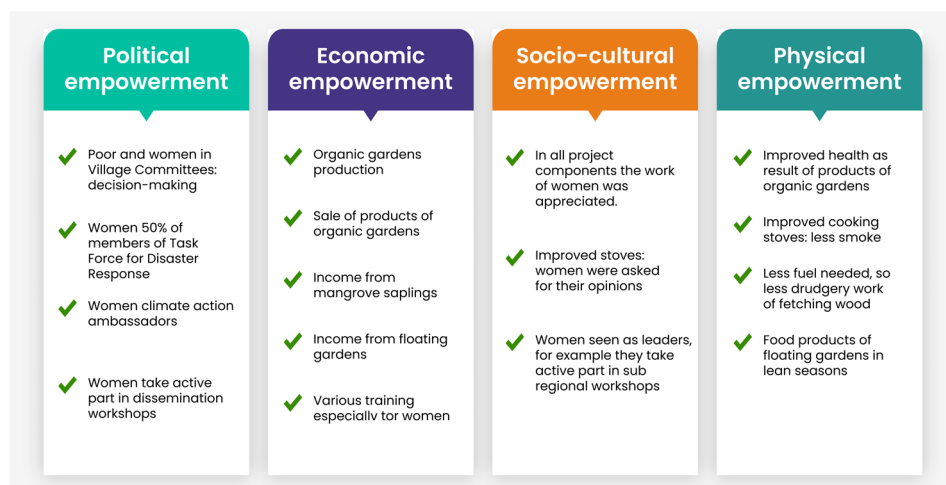 Political
empowerment
Poor and women in
Village Committees:
decision-making
Women 50% of
members of Task
Force for Disaster
Response
Women climate action
ambassadors
Women take active
part in dissemination
workshops
Economic
empowerment
Organic gardens
production
Sale of products of
organic gardens
Income from
mangrove saplings
Income from floating
gardens
Various training
especially for women
Socio-cultural
empowerment
In all project
components the work
of women was
appreciated.
Improved stoves:
women were asked
for their opinions
Women seen as leaders,
for example they take
active part in sub
regional workshops
Physical
empowerment
Improved health as
result of products of
organic gardens
Improved cooking
stoves: less smoke
Less fuel needed, so
less drudgery work
of fetching wood
Food products of
floating gardens in
lean seasons